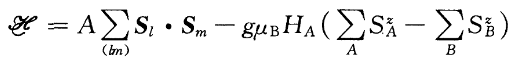 ℋ = A∑_{(lm)} S_l · S_m − gμ_B H_A (∑_A S_A^z − ∑_B S_B^z)